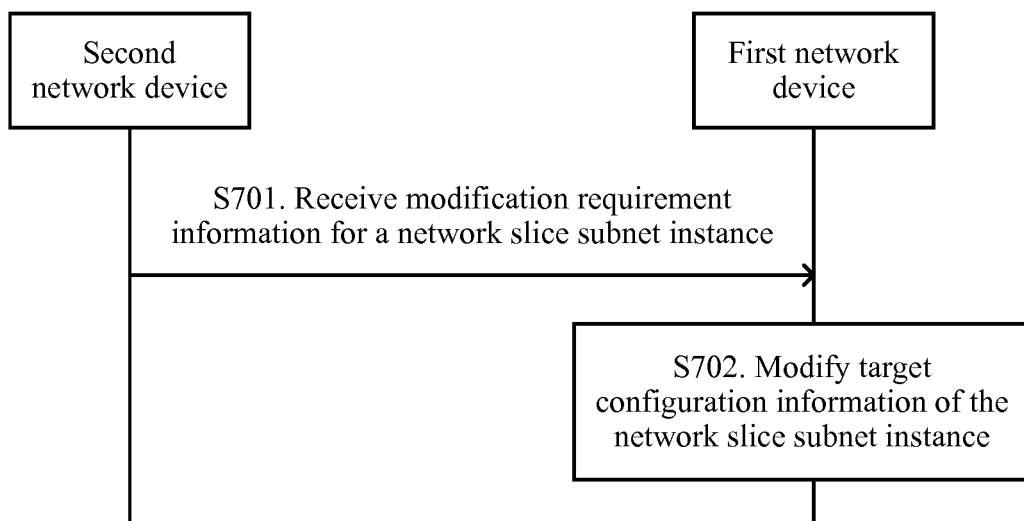 Second
network device
First network
device
S701. Receive modification requirement
information for a network slice subnet instance
S702. Modify target
configuration information of the
network slice subnet instance